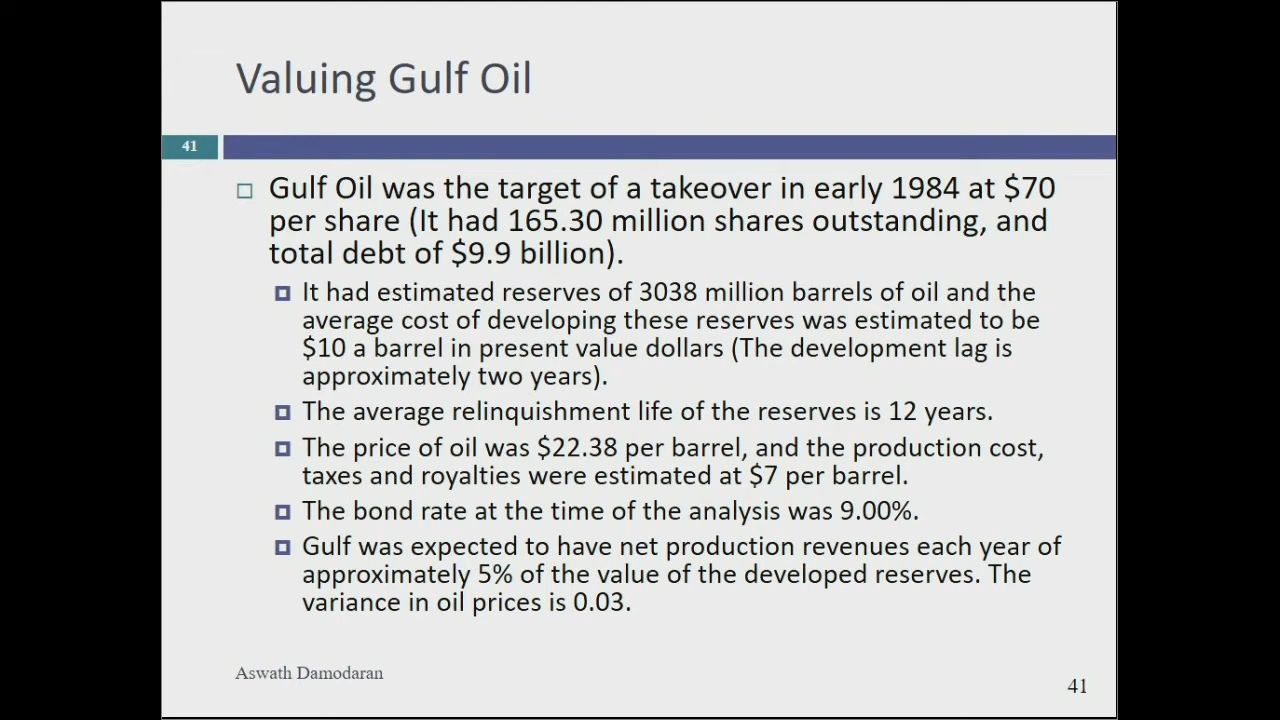 Valuing Gulf Oil
41
Gulf Oil was the target of a takeover in early 1984 at $70
per share (It had 165.30 million shares outstanding, and
total debt of $9.9 billion).
It had estimated reserves of 3038 million barrels of oil and the
average cost of developing these reserves was estimated to be
$10 a barrel in present value dollars (The development lag is
approximately two years).
The average relinquishment life of the reserves is 12 years.
The price of oil was $22.38 per barrel, and the production cost,
taxes and royalties were estimated at $7 per barrel.
The bond rate at the time of the analysis was 9.00%.
Gulf was expected to have net production revenues each year of
approximately 5% of the value of the developed reserves. The
variance in oil prices is 0.03.
Aswath Damodaran
41